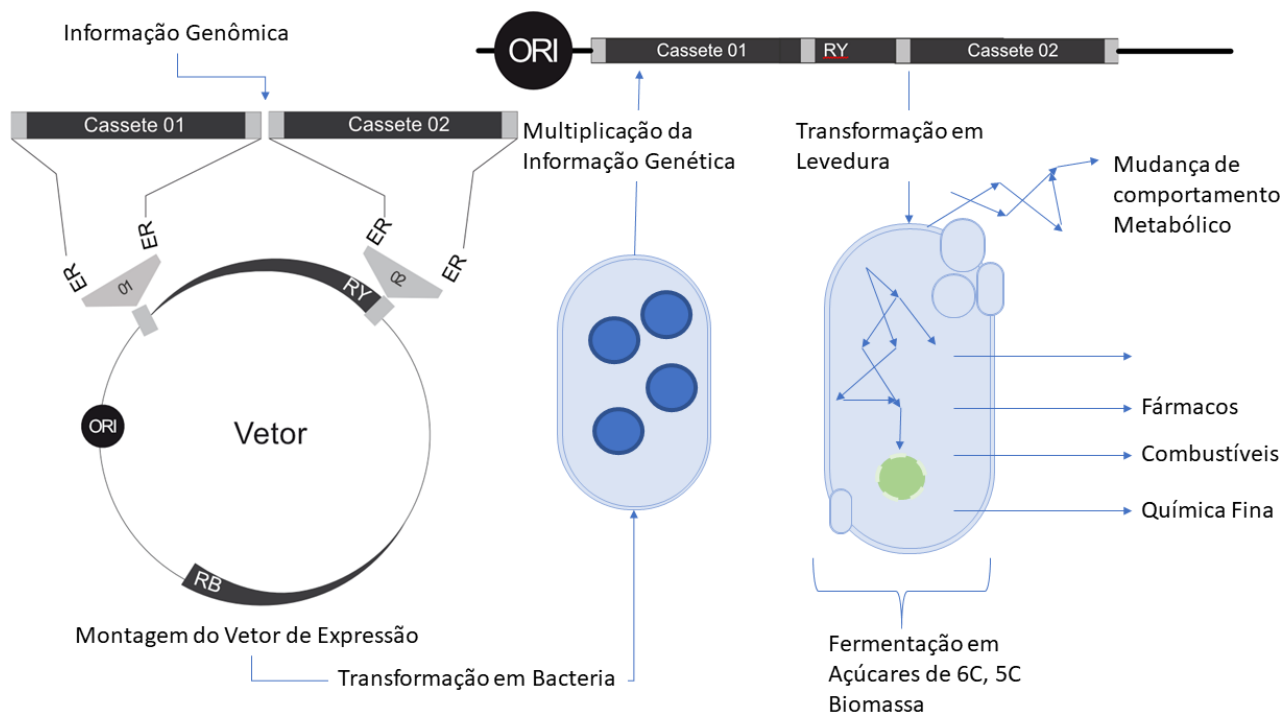 Informação Genômica
Cassete 01
Cassete 02
ER
ER
ER
ER
01
02
RY
ORI
Vetor
RB
Montagem do Vetor de Expressão
Transformação em Bacteria
ORI
Cassete 01
RY
Cassete 02
Multiplicação da
Informação Genética
Transformação em
Levedura
Mudança de
comportamento
Metabólico
Fármacos
Combustíveis
Química Fina
Fermentação em
Açúcares de 6C, 5C
Biomassa